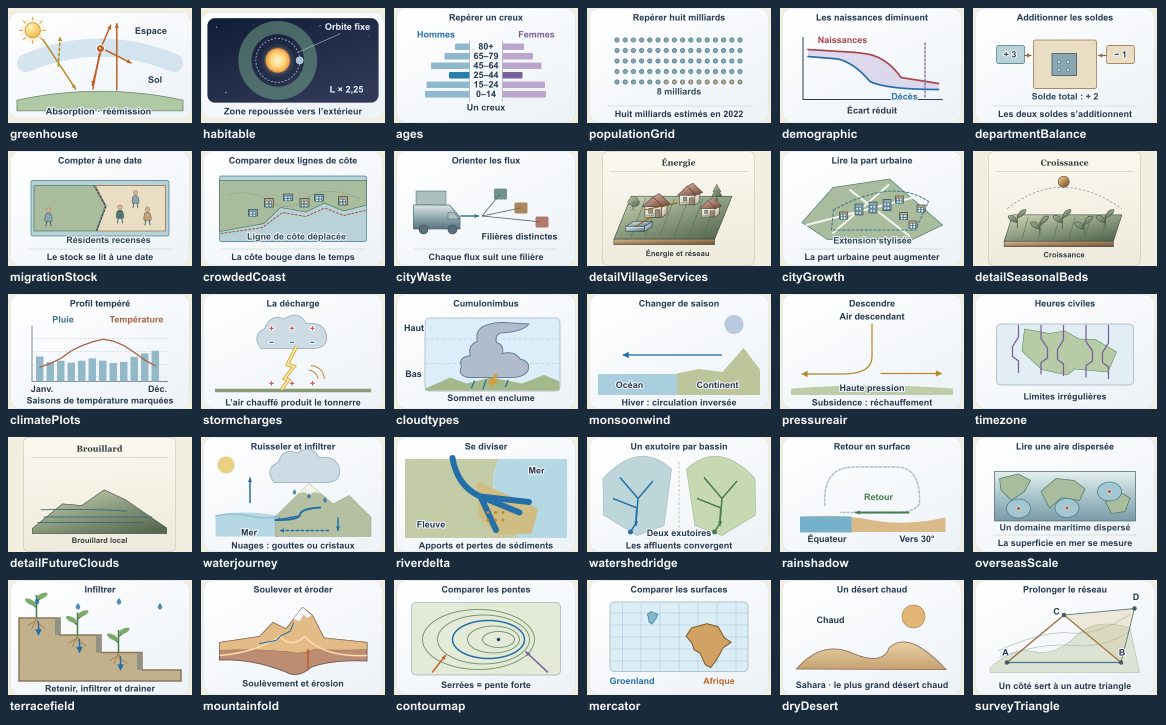 Espace
Sol
Absorption · réémission
greenhouse
Orbite fixe
L × 2,25
Zone repoussée vers l'extérieur
habitable
Repérer un creux
Hommes
Femmes
80+
65–79
45–64
25–44
15–24
0–14
Un creux
ages
Repérer huit milliards
8 milliards
Huit milliards estimés en 2022
populationGrid
Les naissances diminuent
Naissances
Décès
Écart réduit
demographic
Additionner les soldes
+ 3
− 1
Solde total : + 2
Les deux soldes s'additionnent
departmentBalance
Compter à une date
Résidents recensés
Le stock se lit à une date
migrationStock
Comparer deux lignes de côte
Ligne de côte déplacée
La côte bouge dans le temps
crowdedCoast
Orienter les flux
Filières distinctes
Chaque flux suit une filière
cityWaste
Énergie
Énergie et réseau
detailVillageServices
Lire la part urbaine
Extension stylisée
La part urbaine peut augmenter
cityGrowth
Croissance
Croissance
detailSeasonalBeds
Profil tempéré
Pluie
Température
Janv.
Déc.
Saisons de température marquées
climatePlots
La décharge
+ + +
− − −
+ + +
L'air chauffé produit le tonnerre
stormcharges
Cumulonimbus
Haut
Bas
Sommet en enclume
cloudtypes
Changer de saison
Océan
Continent
Hiver : circulation inversée
monsoonwind
Descendre
Air descendant
Haute pression
Subsidence : réchauffement
pressureair
Heures civiles
Limites irrégulières
timezone
Brouillard
Brouillard local
detailFutureClouds
Ruisseler et infiltrer
Mer
Nuages : gouttes ou cristaux
waterjourney
Se diviser
Mer
Fleuve
Apports et pertes de sédiments
riverdelta
Un exutoire par bassin
Deux exutoires
Les affluents convergent
watershedridge
Retour en surface
Retour
Équateur
Vers 30°
rainshadow
Lire une aire dispersée
Un domaine maritime dispersé
La superficie en mer se mesure
overseasScale
Infiltrer
Retenir, infiltrer et drainer
terracefield
Soulever et éroder
Soulèvement et érosion
mountainfold
Comparer les pentes
Serrées = pente forte
contourmap
Comparer les surfaces
Groenland
Afrique
mercator
Un désert chaud
Chaud
Sahara · le plus grand désert chaud
dryDesert
Prolonger le réseau
D
C
A
B
Un côté sert à un autre triangle
surveyTriangle